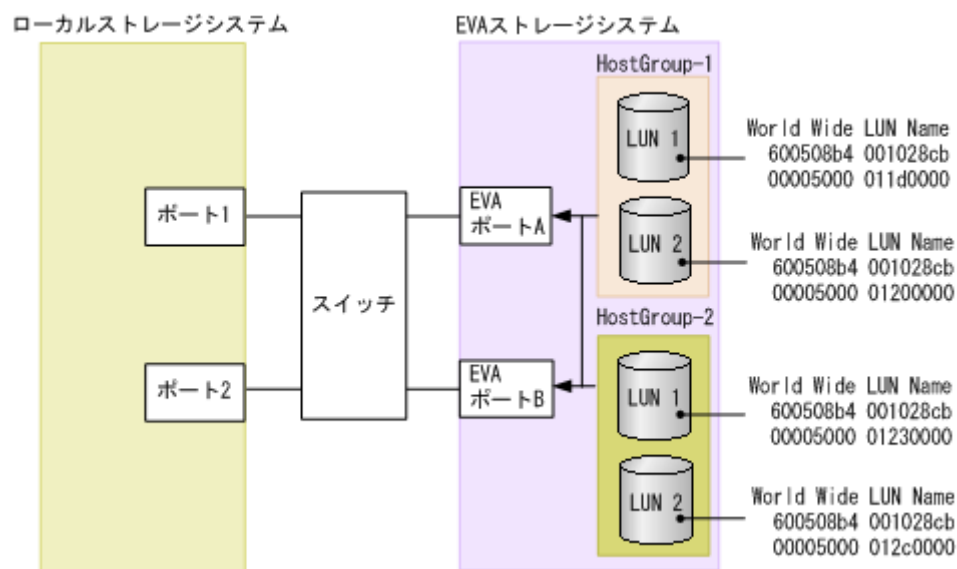 ローカルストレージシステム
EVAストレージシステム
HostGroup-1
LUN 1
World Wide LUN Name
600508b4 001028cb
00005000 011d0000
ポート1
EVA
ポートA
LUN 2
World Wide LUN Name
600508b4 001028cb
00005000 01200000
スイッチ
HostGroup-2
ポート2
EVA
ポートB
LUN 1
World Wide LUN Name
600508b4 001028cb
00005000 01230000
LUN 2
World Wide LUN Name
600508b4 001028cb
00005000 012c0000